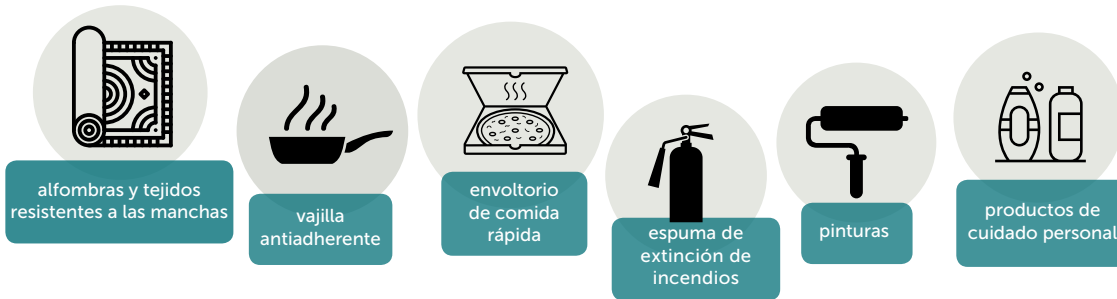 alfombras y tejidos
resistentes a las manchas
vajilla
antiadherente
envoltorio
de comida
rápida
espuma de
extinción de
incendios
pinturas
productos de
cuidado personal